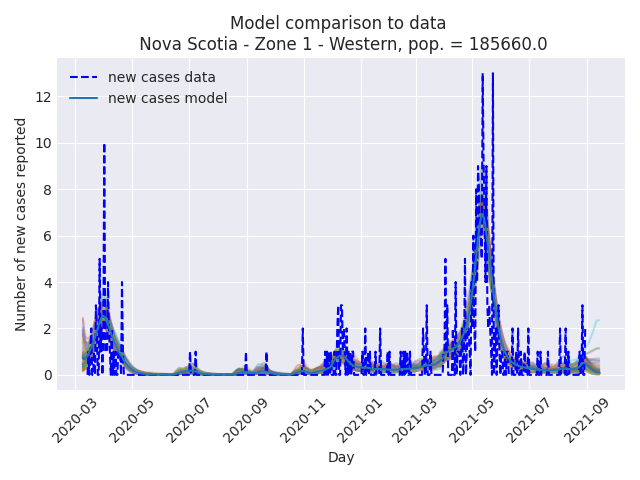 Model comparison to data
Nova Scotia - Zone 1 - Western, pop. = 185660.0
new cases data
new cases model
Number of new cases reported
12
10
8
6
4
2
0
2020-03
2020-05
2020-07
2020-09
2020-11
2021-01
2021-03
2021-05
2021-07
2021-09
Day